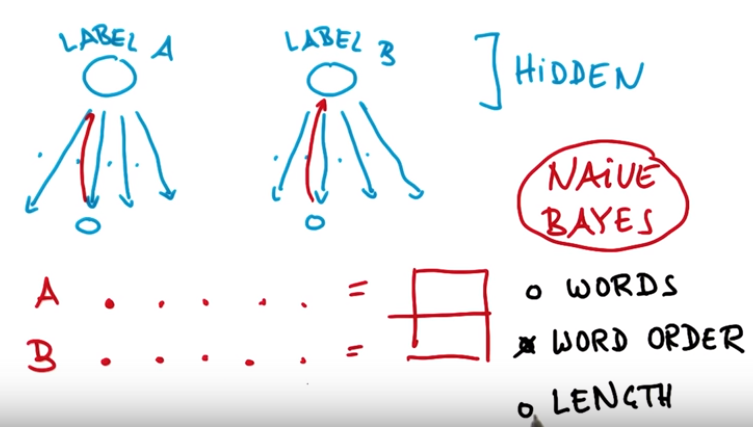 LABEL A
LABEL B
HiDDEN
NAiVE
BAYES
A . . . . . =
B . . . . . =
o WORDS
x WORD ORDER
o LENGTH